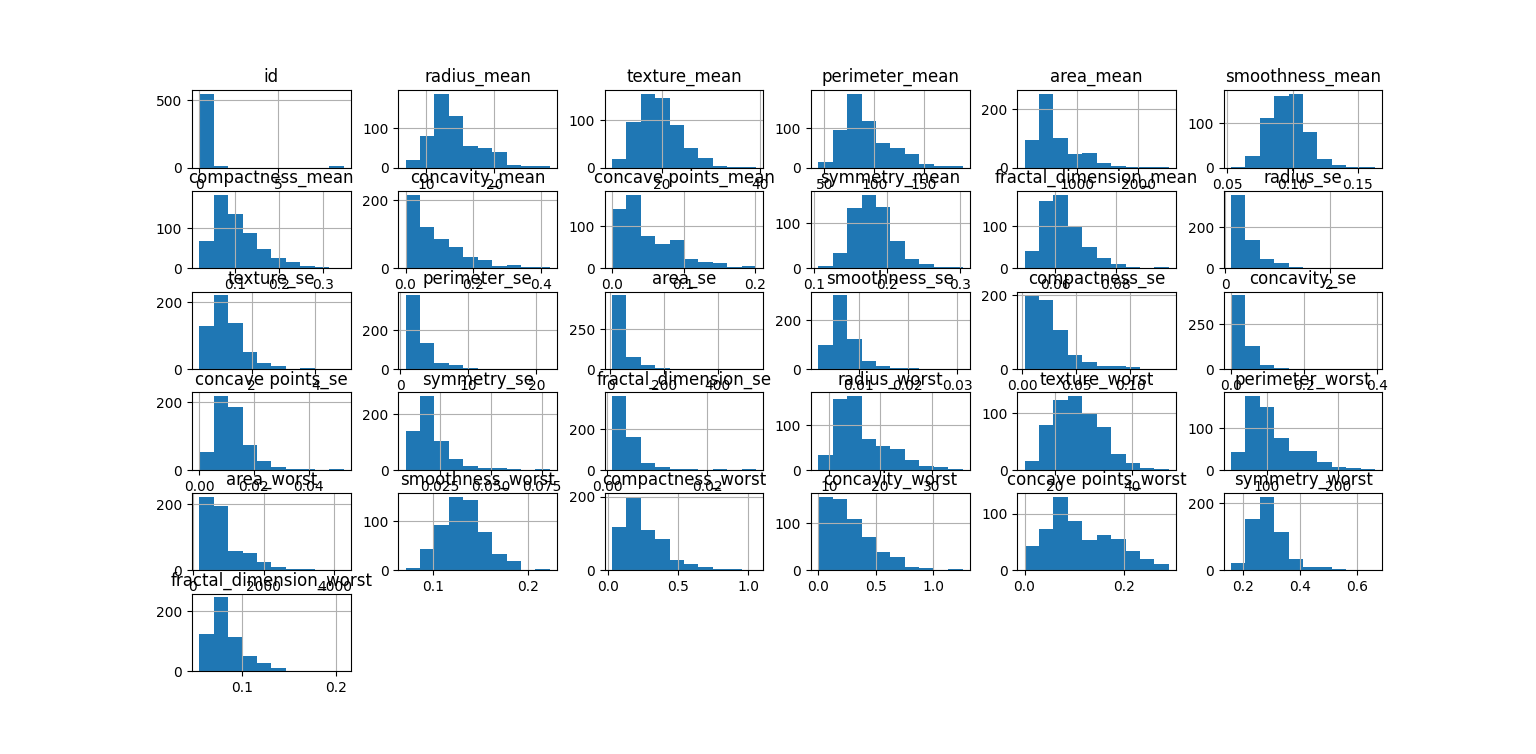 id radius_mean texture_mean perimeter_mean area_mean smoothness_mean
500 100 100 100 200 100
0 0 0 0 0 0
0 5 10 20 20 40 50 100 150 1000 2000 0.05 0.10 0.15
compactness_mean concavity_mean concave points_mean symmetry_mean fractal_dimension_mean radius_se
100 200 100 100 100 200
0 100 0 0 0 0
0
0.1 0.2 0.3 0.0 0.2 0.4 0.0 0.1 0.2 0.1 0.2 0.3 0.06 0.08 0 2
texture_se perimeter_se area_se smoothness_se compactness_se concavity_se
200 200 250 200 200 250
100 0 0 0 100 0
0 0
2 4 0 10 20 0 200 400 0.01 0.02 0.03 0.00 0.05 0.10 0.0 0.2 0.4
concave points_se symmetry_se fractal_dimension_se radius_worst texture_worst perimeter_worst
200 200 200 100 100 100
100 0 0 0 0 0
0
0.00 0.02 0.04 0.025 0.050 0.075 0.02 10 20 30 20 40 100 200
area_worst smoothness_worst compactness_worst concavity_worst concave points_worst symmetry_worst
200 100 200 100 100 200
0 0 100 0 0 0
0
0 2000 4000 0.1 0.2 0.0 0.5 1.0 0.0 0.5 1.0 0.0 0.2 0.2 0.4 0.6
fractal_dimension_worst
200
0
0.1 0.2